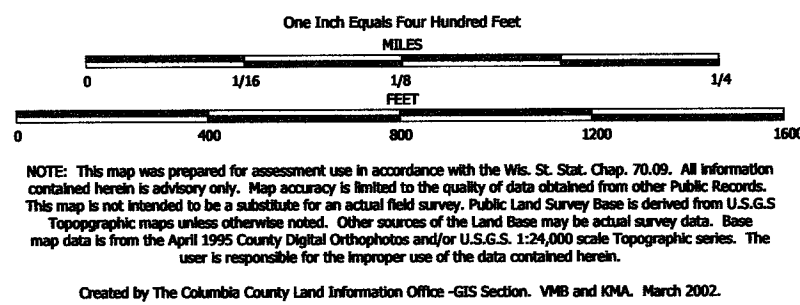 One Inch Equals Four Hundred Feet
MILES
0 1/16 1/8 1/4
FEET
0 400 800 1200 1600
NOTE: This map was prepared for assessment use in accordance with the Wis. St. Stat. Chap. 70.09. All information
contained herein is advisory only. Map accuracy is limited to the quality of data obtained from other Public Records.
This map is not intended to be a substitute for an actual field survey. Public Land Survey Base is derived from U.S.G.S
Topopgraphic maps unless otherwise noted. Other sources of the Land Base may be actual survey data. Base
map data is from the April 1995 County Digital Orthophotos and/or U.S.G.S. 1:24,000 scale Topographic series. The
user is responsible for the improper use of the data contained herein.
Created by The Columbia County Land Information Office -GIS Section. VMB and KMA. March 2002.